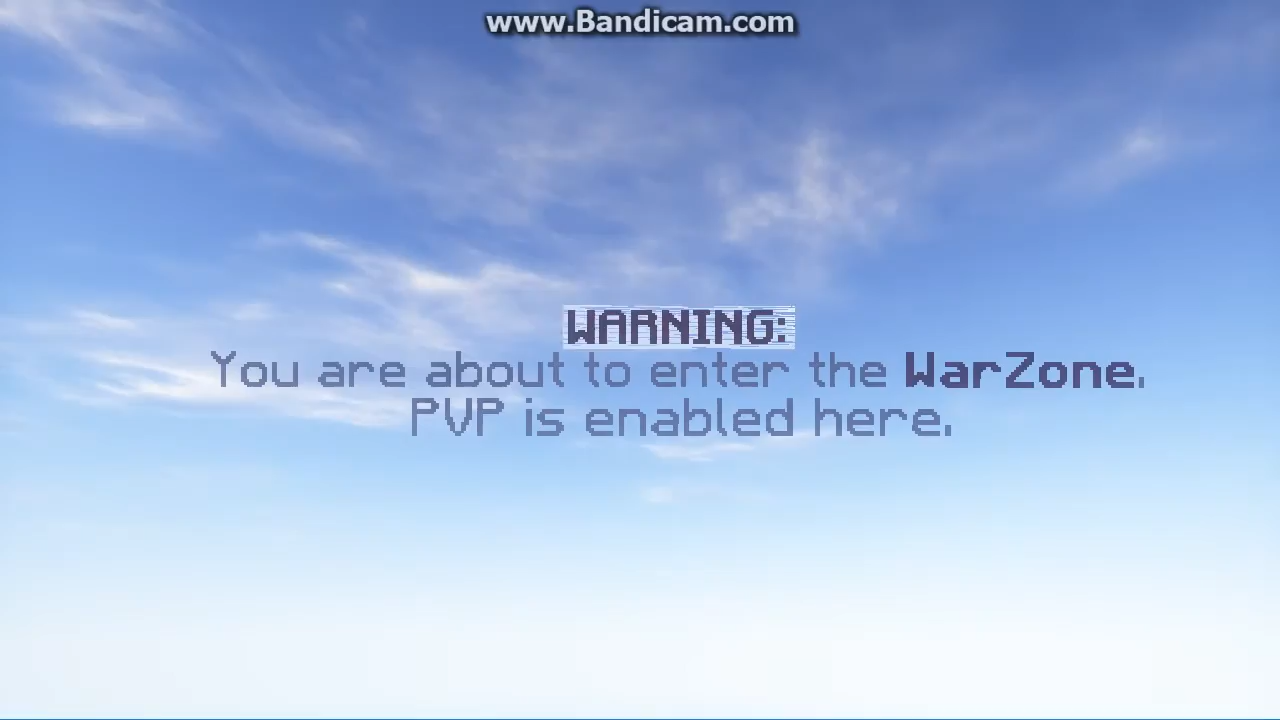 www.Bandicam.com
WARNING:
You are about to enter the WarZone.
PVP is enabled here.